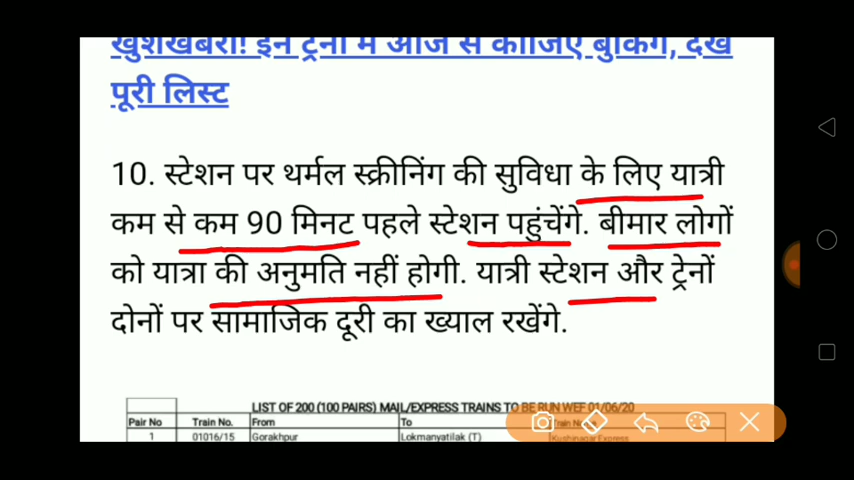 खुशखबरी! इन ट्रेनों में आज से कीजिए बुकिंग, देखें
पूरी लिस्ट
10. स्टेशन पर थर्मल स्क्रीनिंग की सुविधा के लिए यात्री
कम से कम 90 मिनट पहले स्टेशन पहुंचेंगे. बीमार लोगों
को यात्रा की अनुमति नहीं होगी. यात्री स्टेशन और ट्रेनों
दोनों पर सामाजिक दूरी का ख्याल रखेंगे.
LIST OF 200 (100 PAIRS) MAIL/EXPRESS TRAINS TO BE RUN WEF 01/06/20
Pair No Train No. From To Train
1 01016/15 Gorakhpur Lokmanyatilak (T) Kushinagar Express